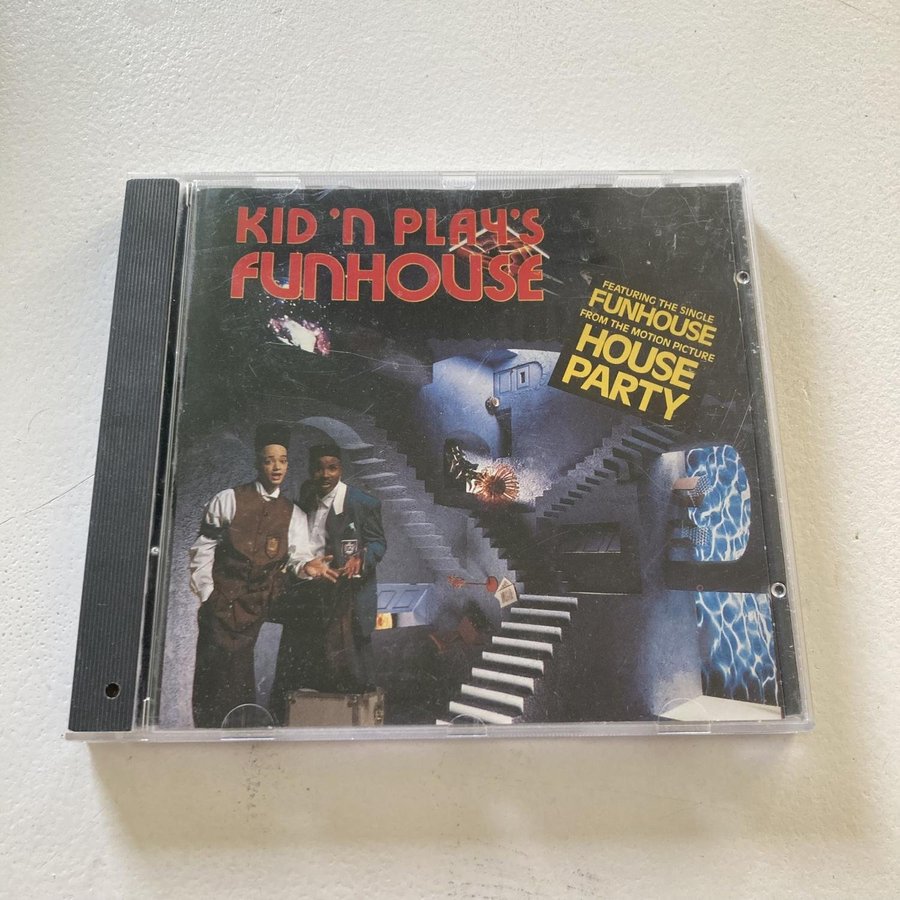 KID 'N PLAY'S
FUNHOUSE
FEATURING THE SINGLE
FUNHOUSE
FROM THE MOTION PICTURE
HOUSE
PARTY